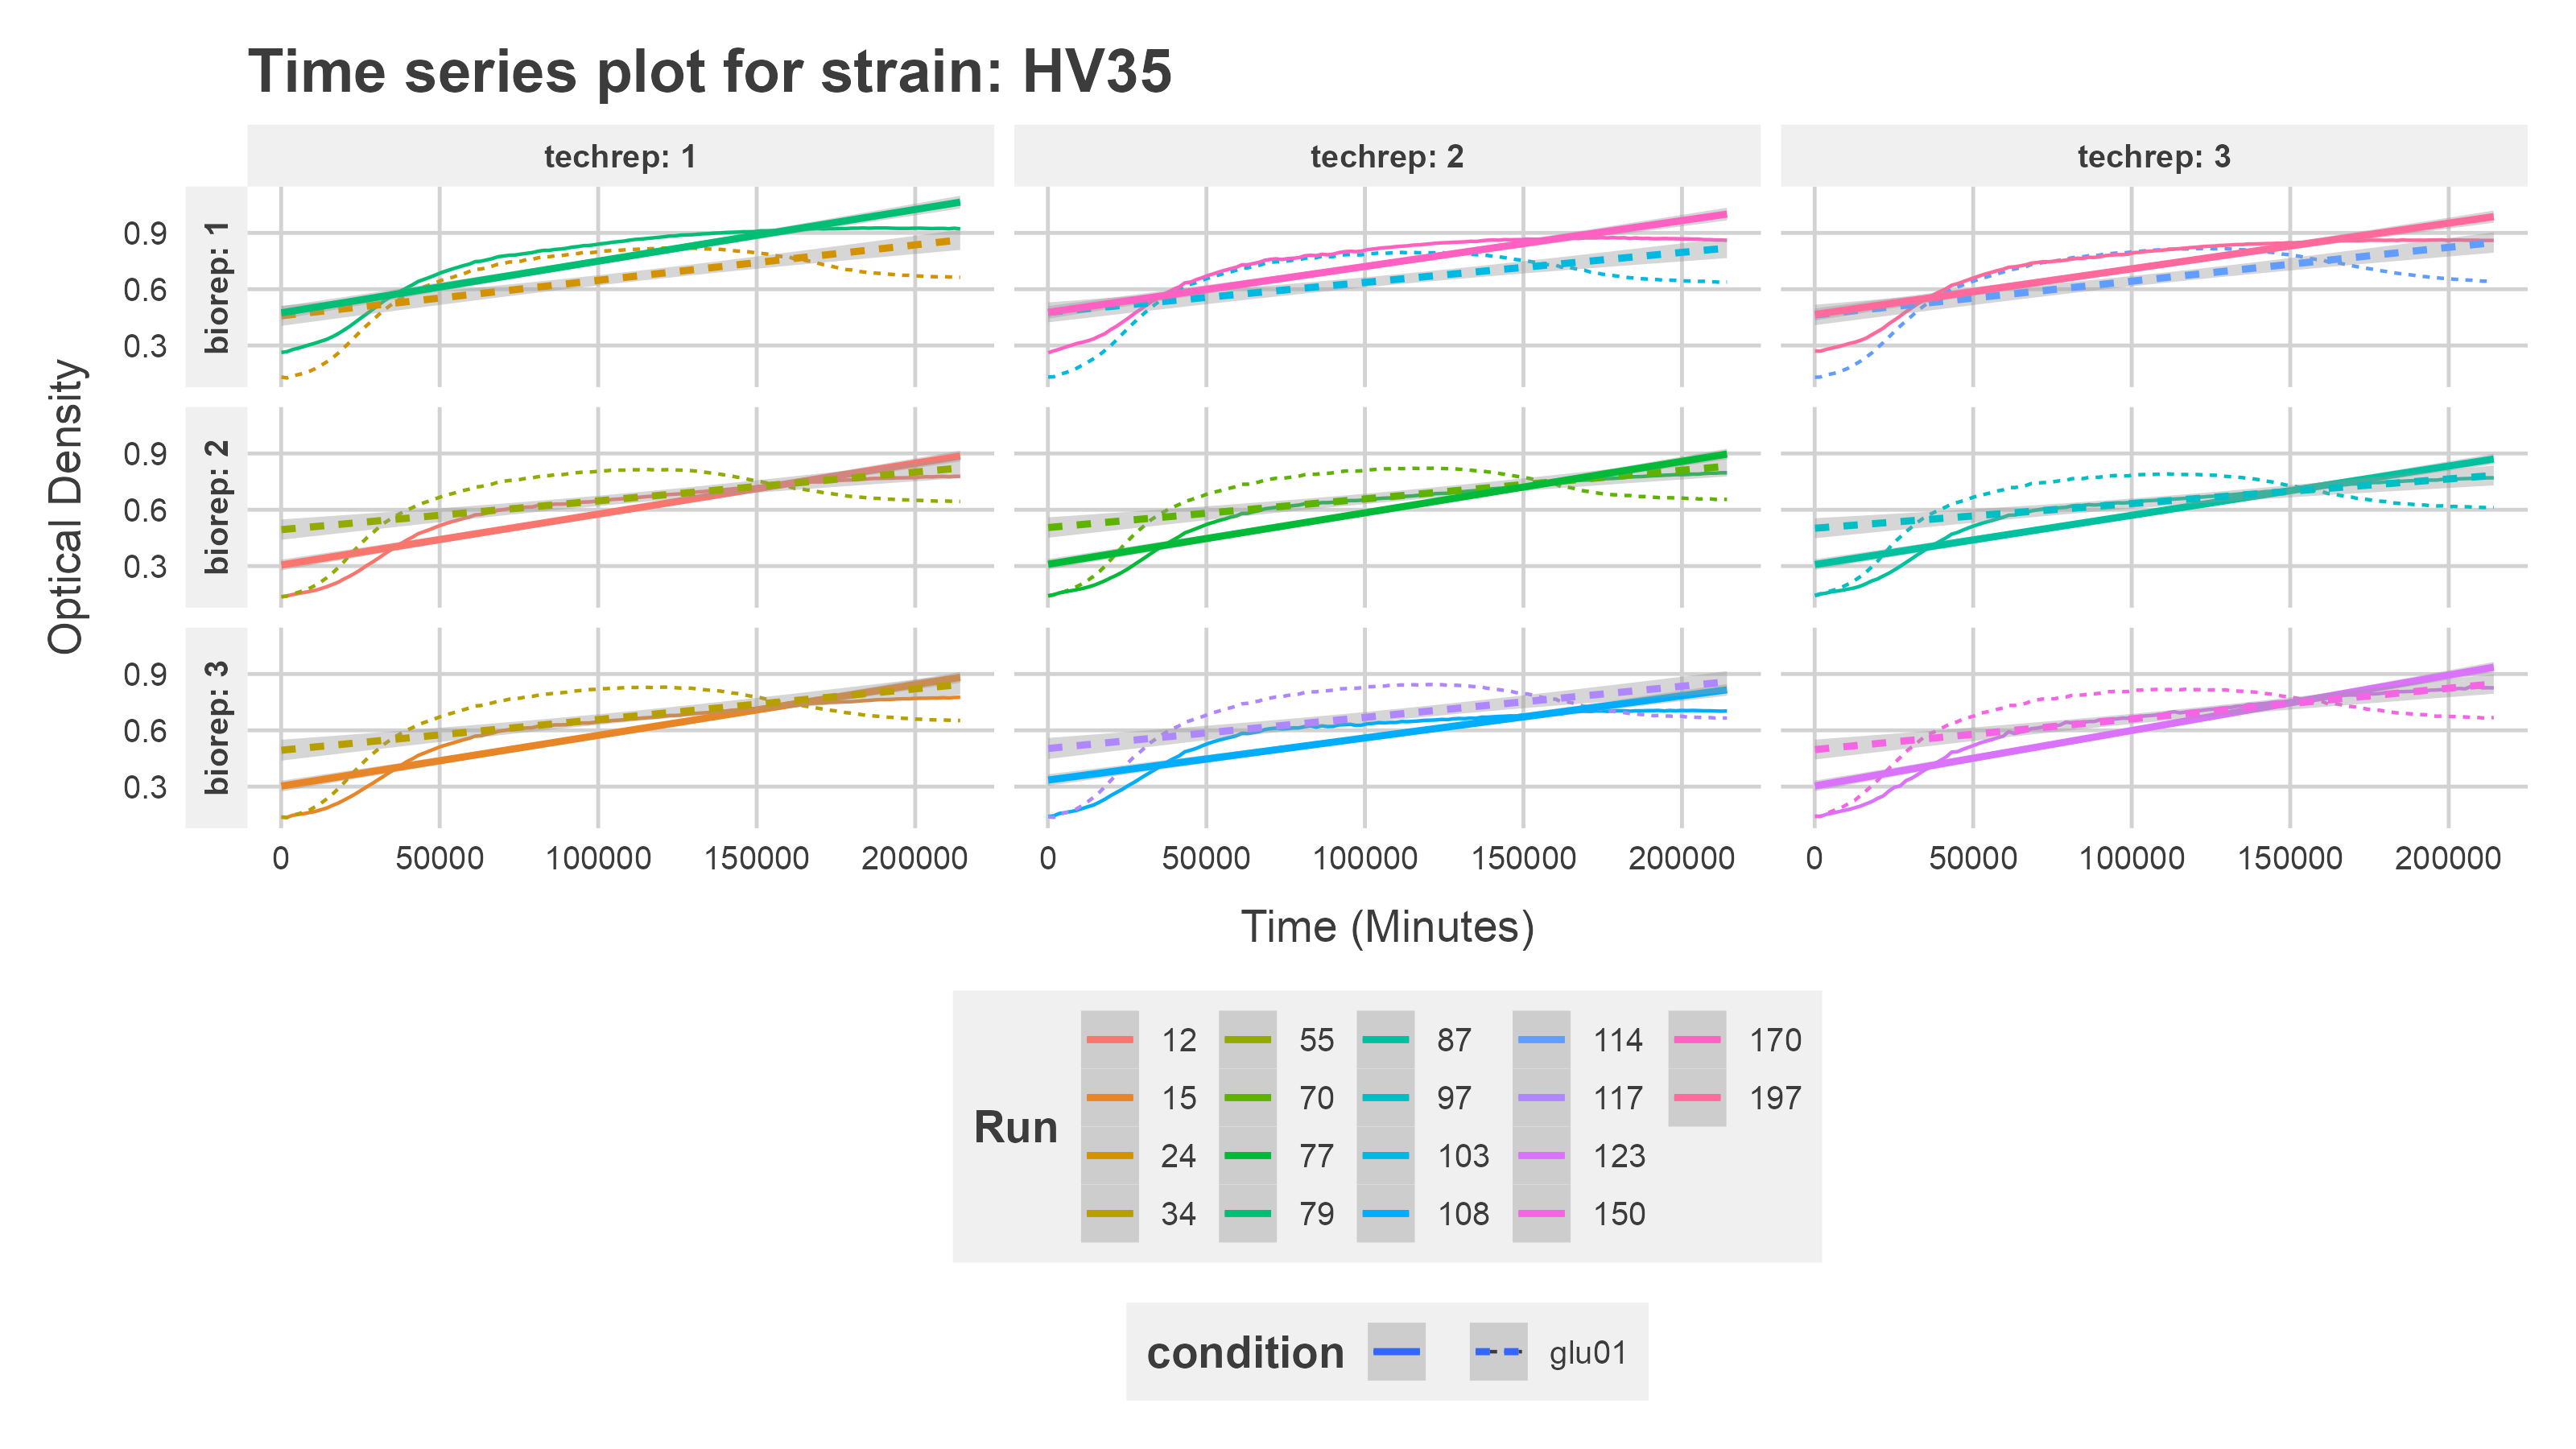 Time series plot for strain: HV35
techrep: 1 techrep: 2 techrep: 3
biorep: 1
0.9
0.6
0.3
biorep: 2
0.9
0.6
0.3
biorep: 3
0.9
0.6
0.3
Optical Density
0 50000 100000 150000 200000 0 50000 100000 150000 200000 0 50000 100000 150000 200000
Time (Minutes)
Run
12 55 87 114 170
15 70 97 117 197
24 77 103 123
34 79 108 150
condition glu01